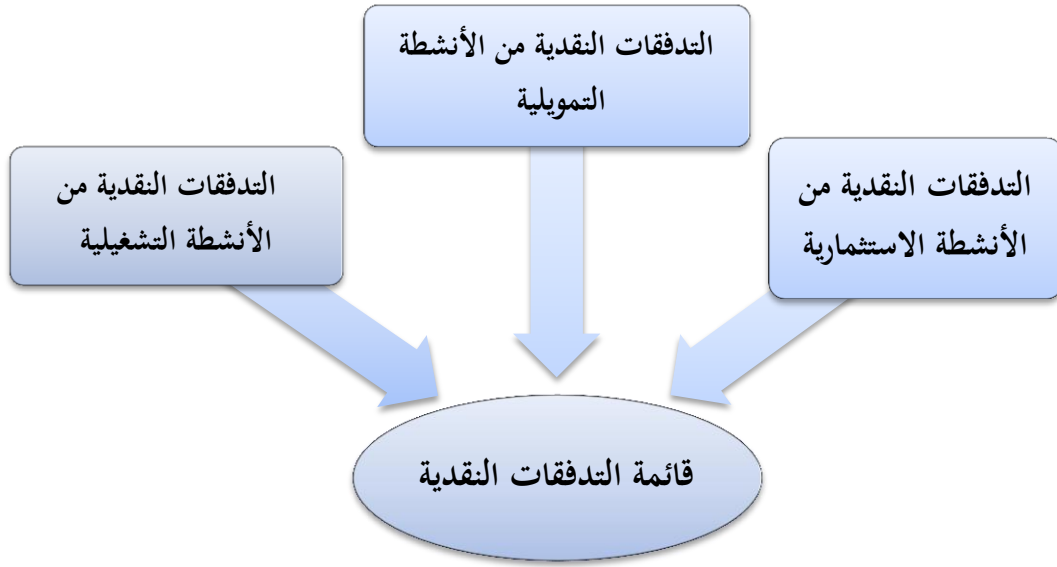 التدفقات النقدية من الأنشطة
التمويلية
التدفقات النقدية من
الأنشطة الاستثمارية
التدفقات النقدية من
الأنشطة التشغيلية
قائمة التدفقات النقدية